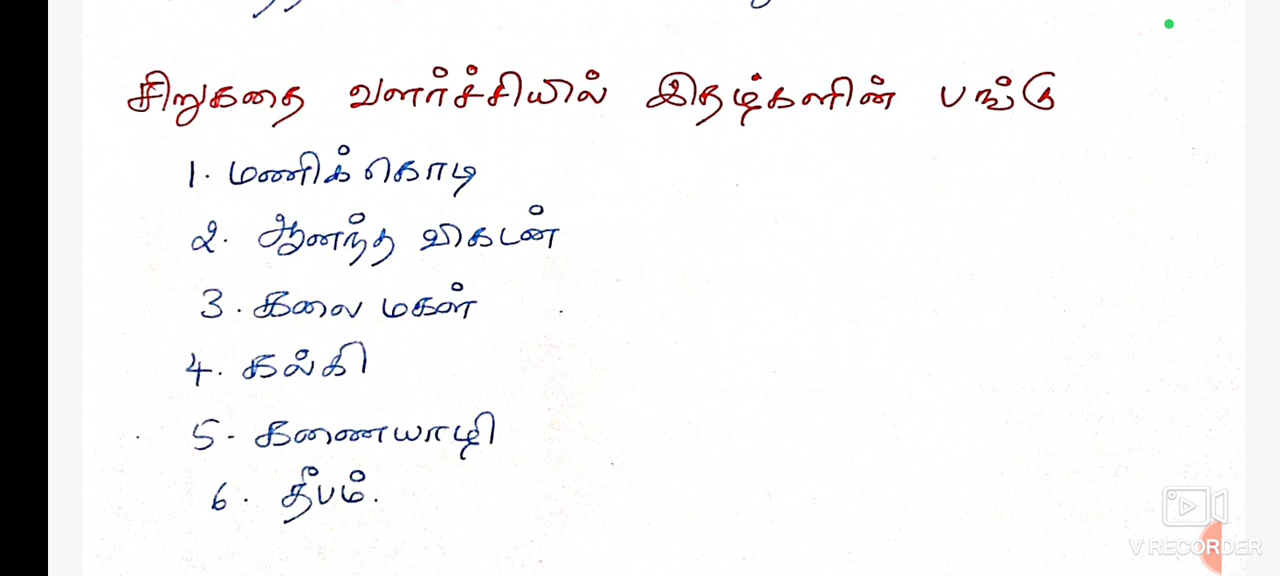 சிறுகதை வளர்ச்சியில் இதழ்களின் பங்கு
1. மணிக்கொடி
2. ஆனந்த விகடன்
3. கலை மகள்
4. கல்கி
5. கணையாழி
6. தீபம்.
V RECORDER